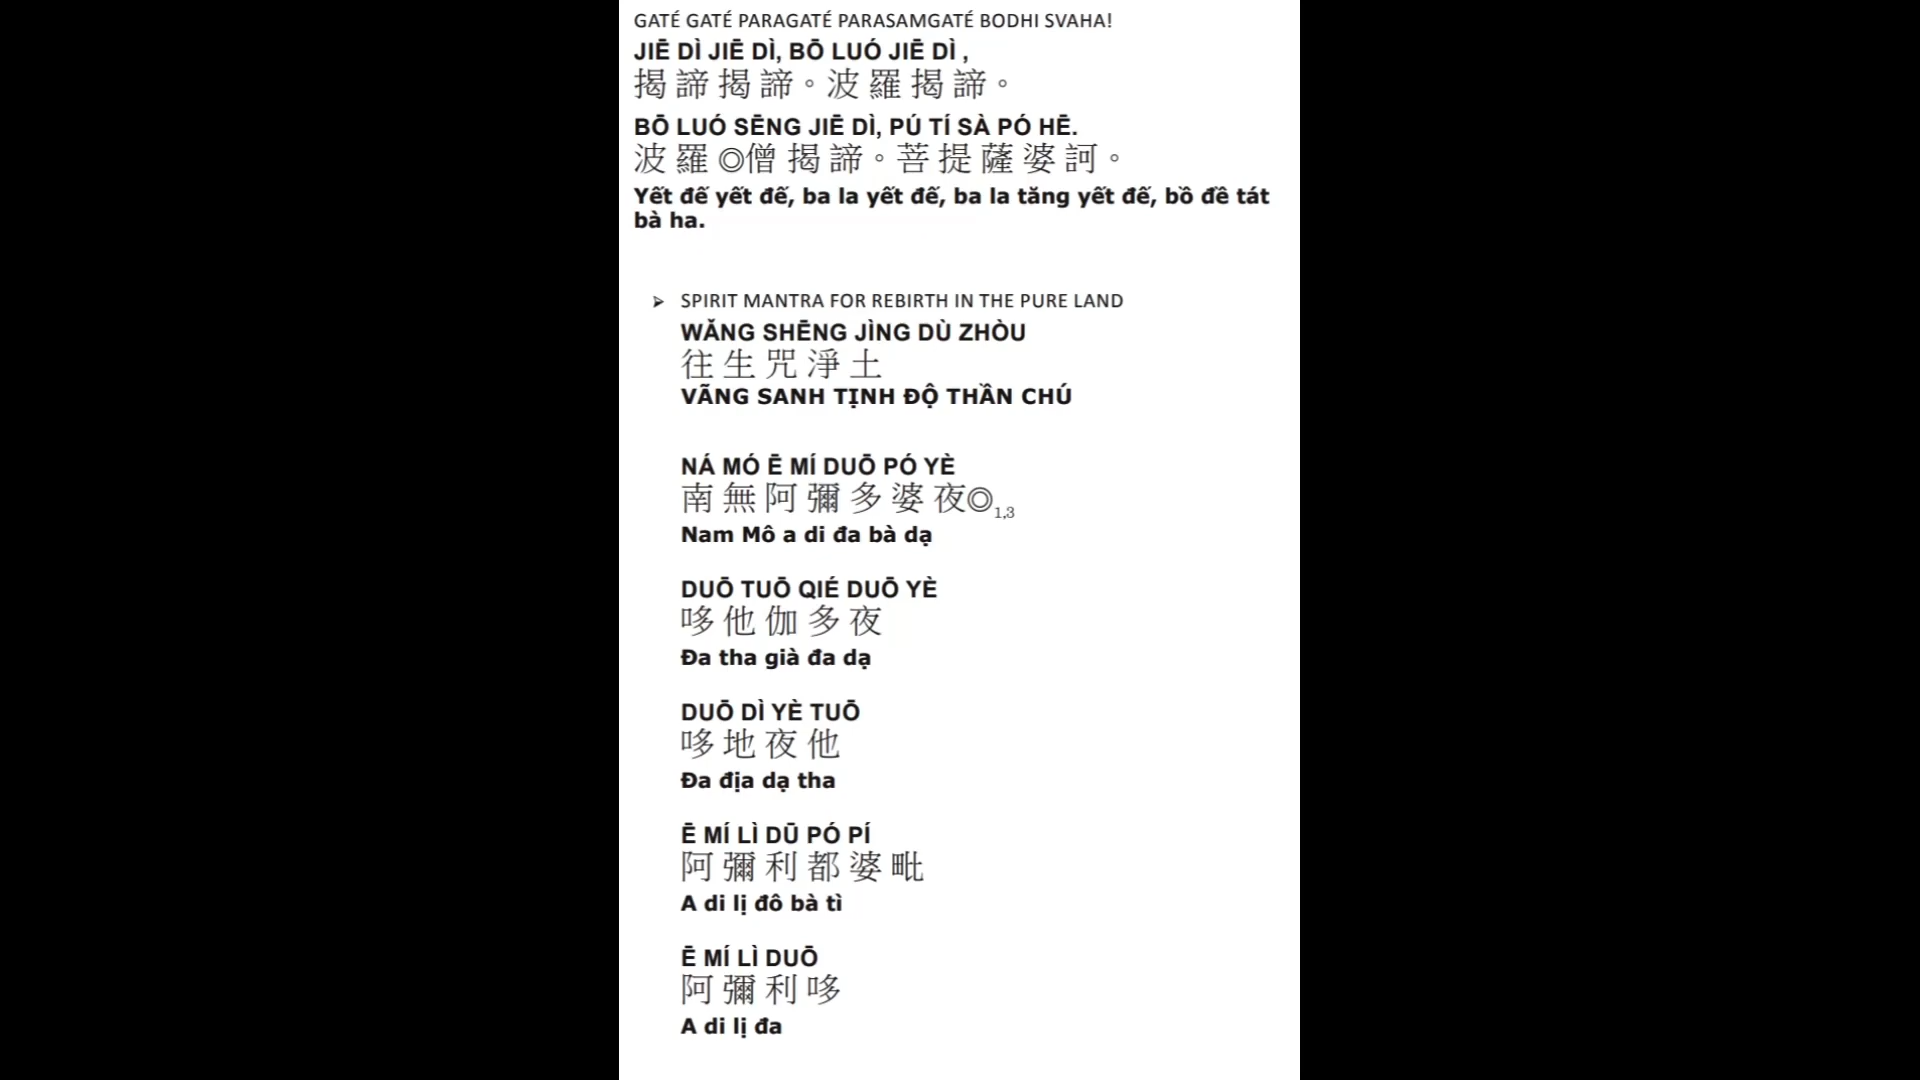 GATÉ GATÉ PARAGATÉ PARASAMGATÉ BODHI SVAHA!
JIĒ DÌ JIĒ DÌ, BŌ LUÓ JIĒ DÌ ,
揭 諦 揭 諦。波 羅 揭 諦。
BŌ LUÓ SĒNG JIĒ DÌ, PÚ TÍ SÀ PÓ HĒ.
波 羅 ◎僧 揭 諦。菩 提 薩 婆 訶。
Yết đế yết đế, ba la yết đế, ba la tăng yết đế, bồ đề tát
bà ha.
➢ SPIRIT MANTRA FOR REBIRTH IN THE PURE LAND
WǍNG SHĒNG JÌNG DÙ ZHÒU
往 生 咒 淨 土
VÃNG SANH TỊNH ĐỘ THẦN CHÚ
NÁ MÓ Ē MÍ DUŌ PÓ YÈ
南 無 阿 彌 多 婆 夜◎1,3
Nam Mô a di đa bà dạ
DUŌ TUŌ QIÉ DUŌ YÈ
哆 他 伽 多 夜
Đa tha già đa dạ
DUŌ DÌ YÈ TUŌ
哆 地 夜 他
Đa địa dạ tha
Ē MÍ LÌ DŪ PÓ PÍ
阿 彌 利 都 婆 毗
A di lị đô bà tì
Ē MÍ LÌ DUŌ
阿 彌 利 哆
A di lị đa